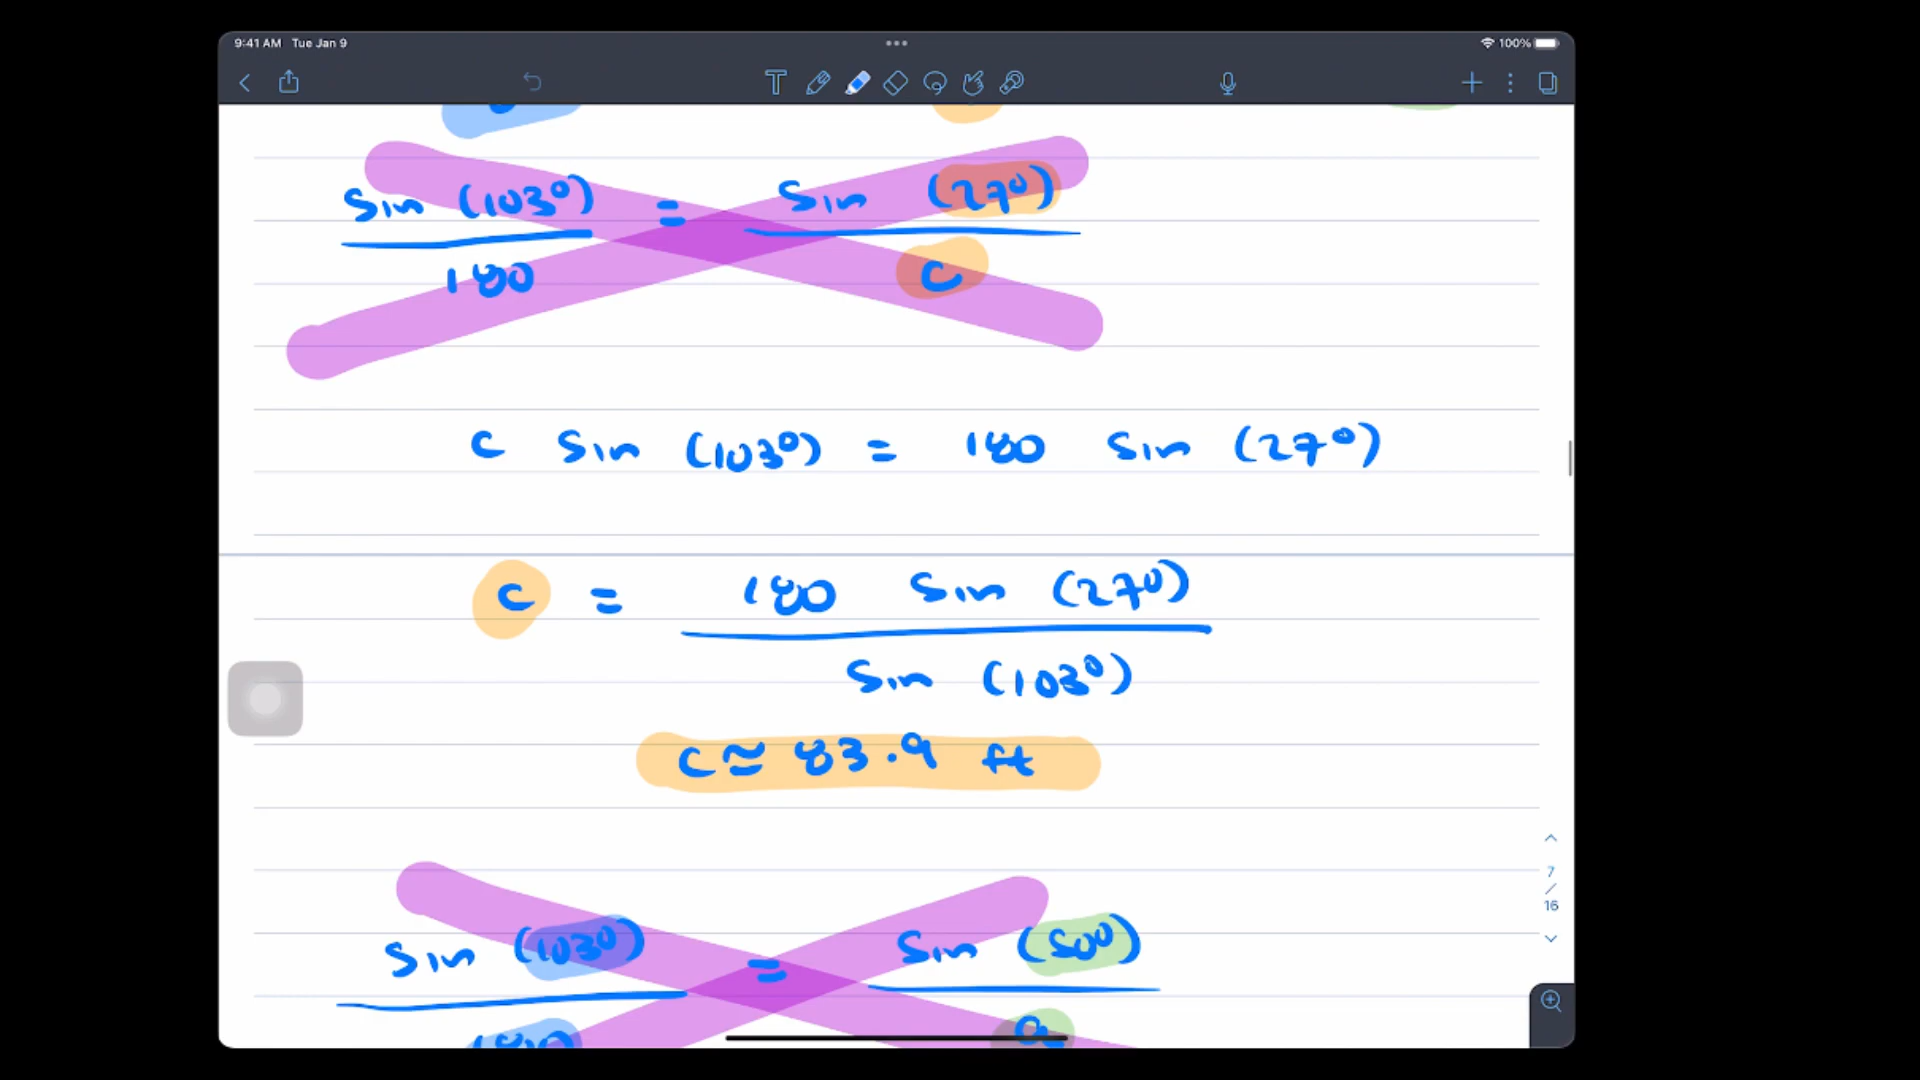 9:41 AM Tue Jan 9 100%
sin (103°) = sin (27°)
180 c
c sin (103°) = 180 sin (27°)
c = 180 sin (27°)
sin (103°)
c ≈ 83.9 ft
7
/
16
sin (103°) = sin (50°)
180 a